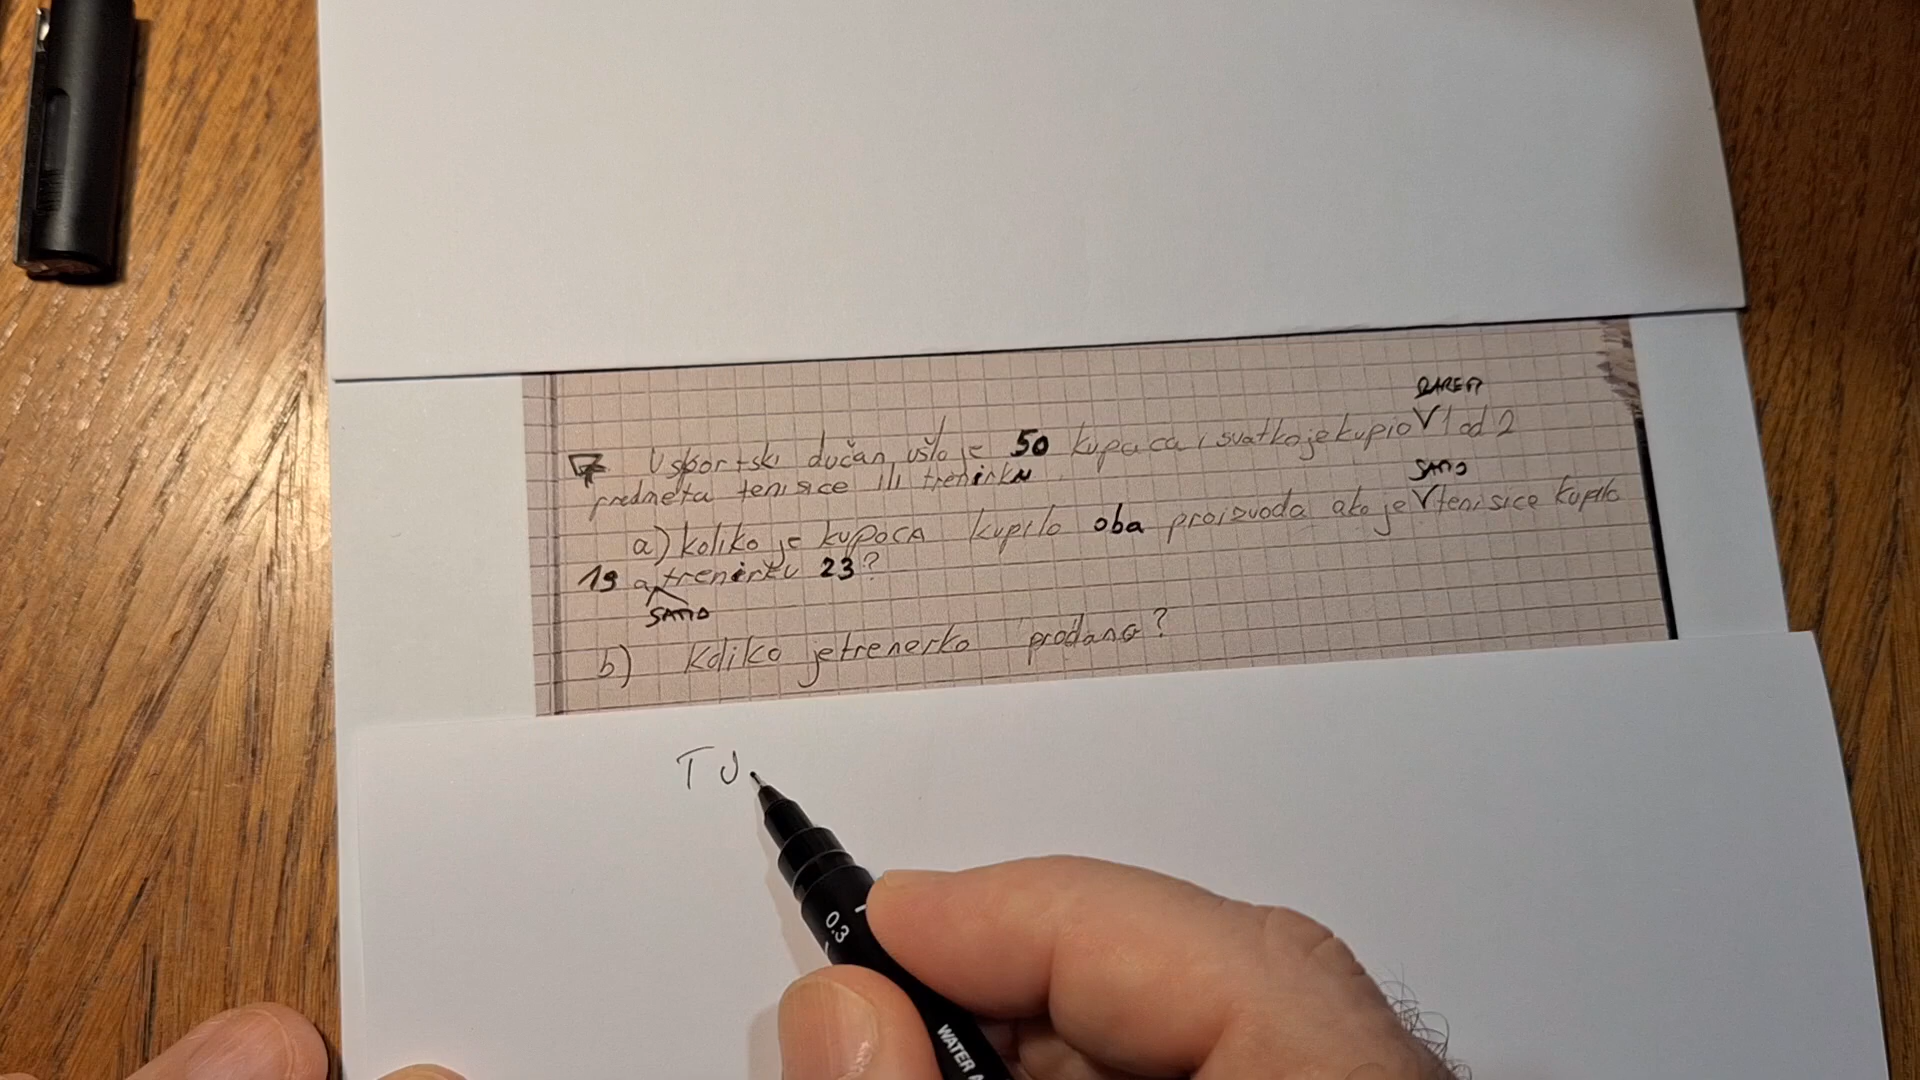 BAREM
7 U sportski dućan ušlo je 50 kupaca, svatko je kupio V 1 od 2
predmeta tenisice ili trenirku.
SAMO
a) koliko je kupaca kupilo oba proizvoda ako je V tenisice kupilo
19 a trenirku 23?
SAMO
b) Koliko je trenerko prodano?
TU
0.3
WATER